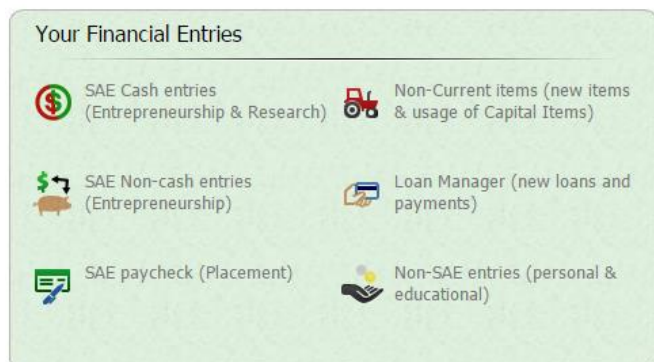 Your Financial Entries
SAE Cash entries
(Entrepreneurship & Research)
Non-Current items (new items
& usage of Capital Items)
SAE Non-cash entries
(Entrepreneurship)
Loan Manager (new loans and
payments)
SAE paycheck (Placement)
Non-SAE entries (personal &
educational)